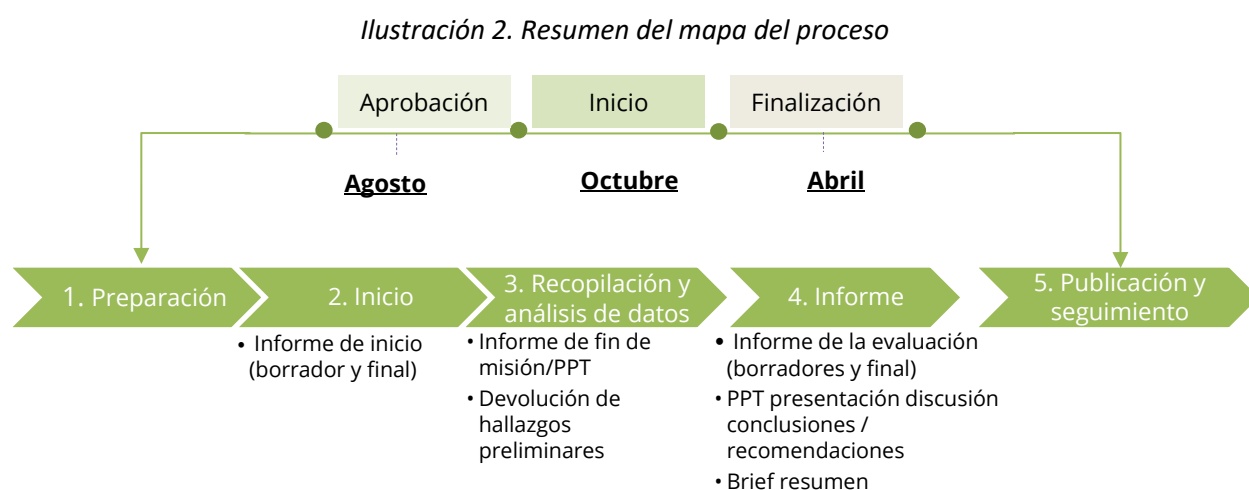 Ilustración 2. Resumen del mapa del proceso
Aprobación
Inicio
Finalización
Agosto
Octubre
Abril
1. Preparación
2. Inicio
3. Recopilación y
análisis de datos
4. Informe
5. Publicación y
seguimiento
• Informe de inicio
(borrador y final)
• Informe de fin de
misión/PPT
• Devolución de
hallazgos
preliminares
• Informe de la evaluación
(borradores y final)
• PPT presentación discusión
conclusiones /
recomendaciones
• Brief resumen